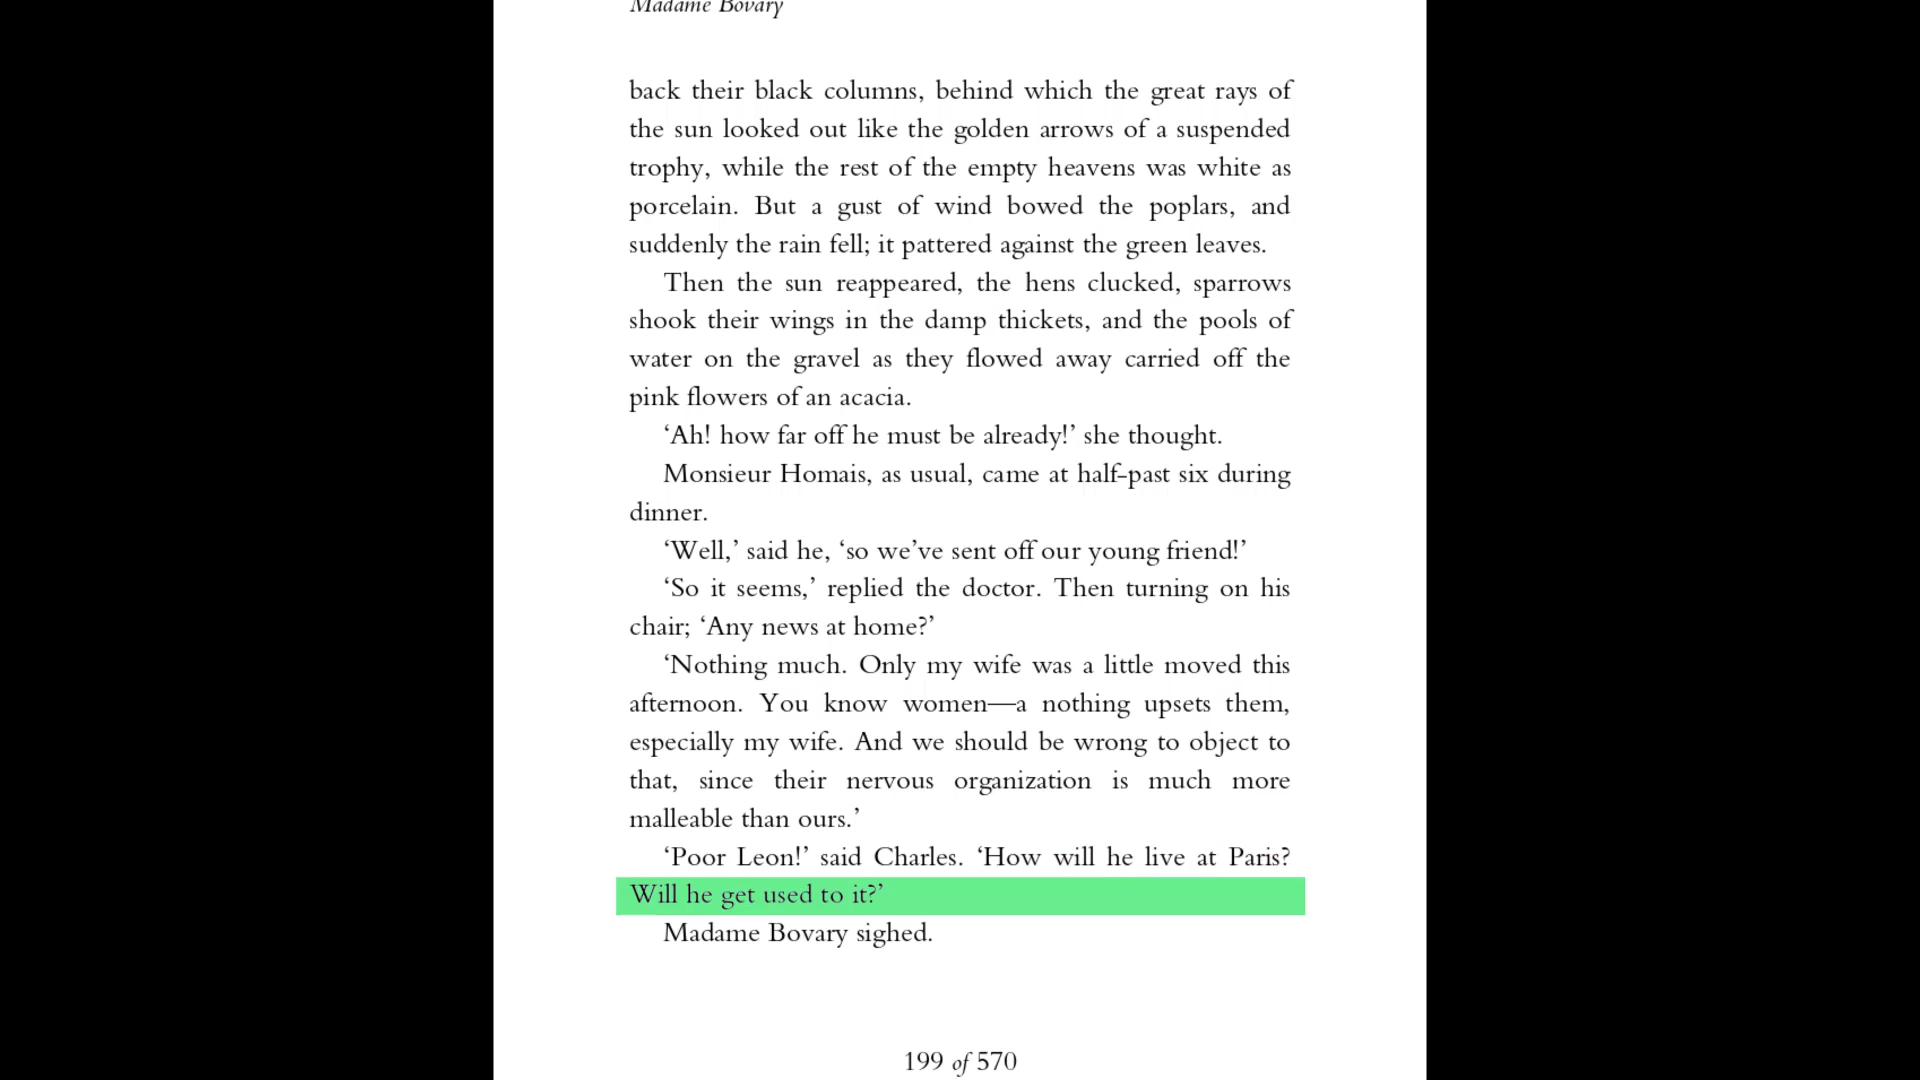 Madame Bovary
back their black columns, behind which the great rays of
the sun looked out like the golden arrows of a suspended
trophy, while the rest of the empty heavens was white as
porcelain. But a gust of wind bowed the poplars, and
suddenly the rain fell; it pattered against the green leaves.
Then the sun reappeared, the hens clucked, sparrows
shook their wings in the damp thickets, and the pools of
water on the gravel as they flowed away carried off the
pink flowers of an acacia.
‘Ah! how far off he must be already!’ she thought.
Monsieur Homais, as usual, came at half-past six during
dinner.
‘Well,’ said he, ‘so we’ve sent off our young friend!’
‘So it seems,’ replied the doctor. Then turning on his
chair; ‘Any news at home?’
‘Nothing much. Only my wife was a little moved this
afternoon. You know women—a nothing upsets them,
especially my wife. And we should be wrong to object to
that, since their nervous organization is much more
malleable than ours.’
‘Poor Leon!’ said Charles. ‘How will he live at Paris?
Will he get used to it?’
Madame Bovary sighed.
199 of 570